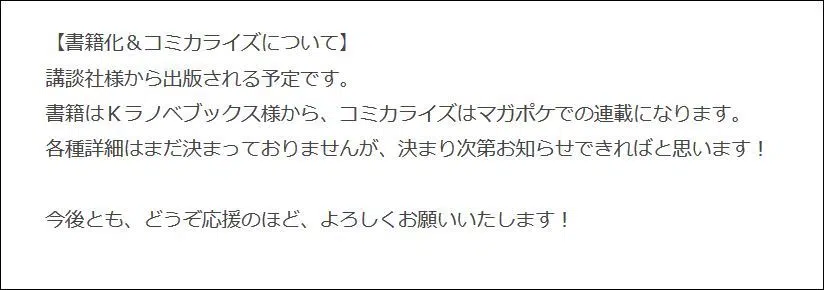 【書籍化＆コミカライズについて】
講談社様から出版される予定です。
書籍はＫラノベブックス様から、コミカライズはマガポケでの連載になります。
各種詳細はまだ決まっておりませんが、決まり次第お知らせできればと思います！
今後とも、どうぞ応援のほど、よろしくお願いいたします！